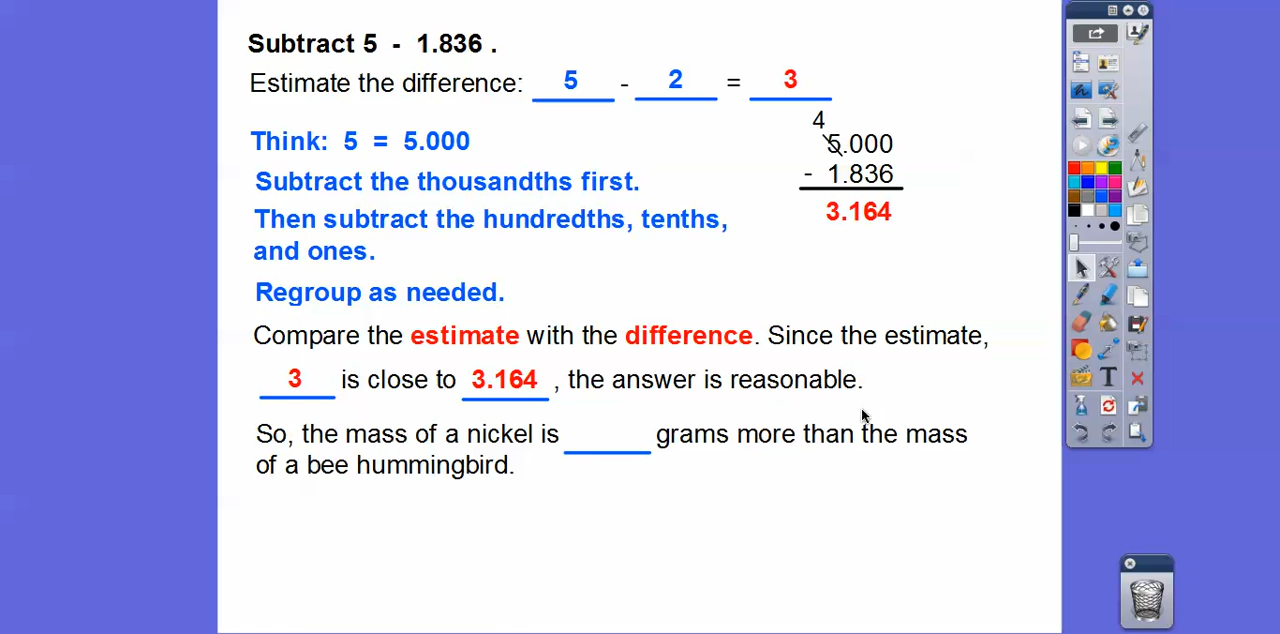 Subtract 5 - 1.836 .
Estimate the difference: 5 - 2 = 3
4
Think: 5 = 5.000
5.000
Subtract the thousandths first.
- 1.836
3.164
Then subtract the hundredths, tenths,
and ones.
Regroup as needed.
Compare the estimate with the difference. Since the estimate,
3 is close to 3.164 , the answer is reasonable.
So, the mass of a nickel is ______ grams more than the mass
of a bee hummingbird.
T